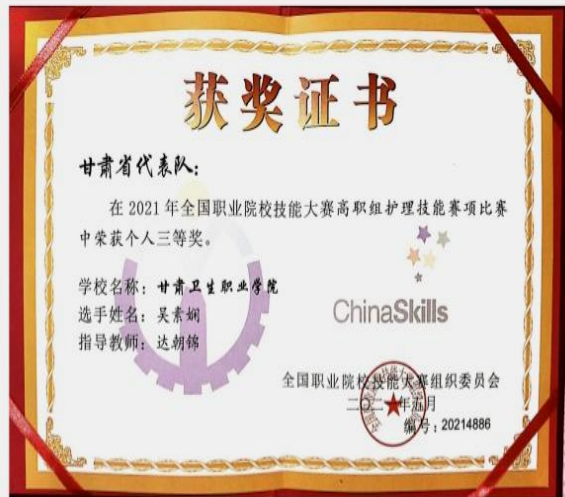 获奖证书
甘肃省代表队：
在 2021 年全国职业院校技能大赛高职组护理技能赛项比赛
中荣获个人三等奖。
学校名称：甘肃卫生职业学院
选手姓名：吴素娴
指导教师：达朝锦
ChinaSkills
全国职业院校技能大赛组织委员会
二〇二一年五月
编号：20214886